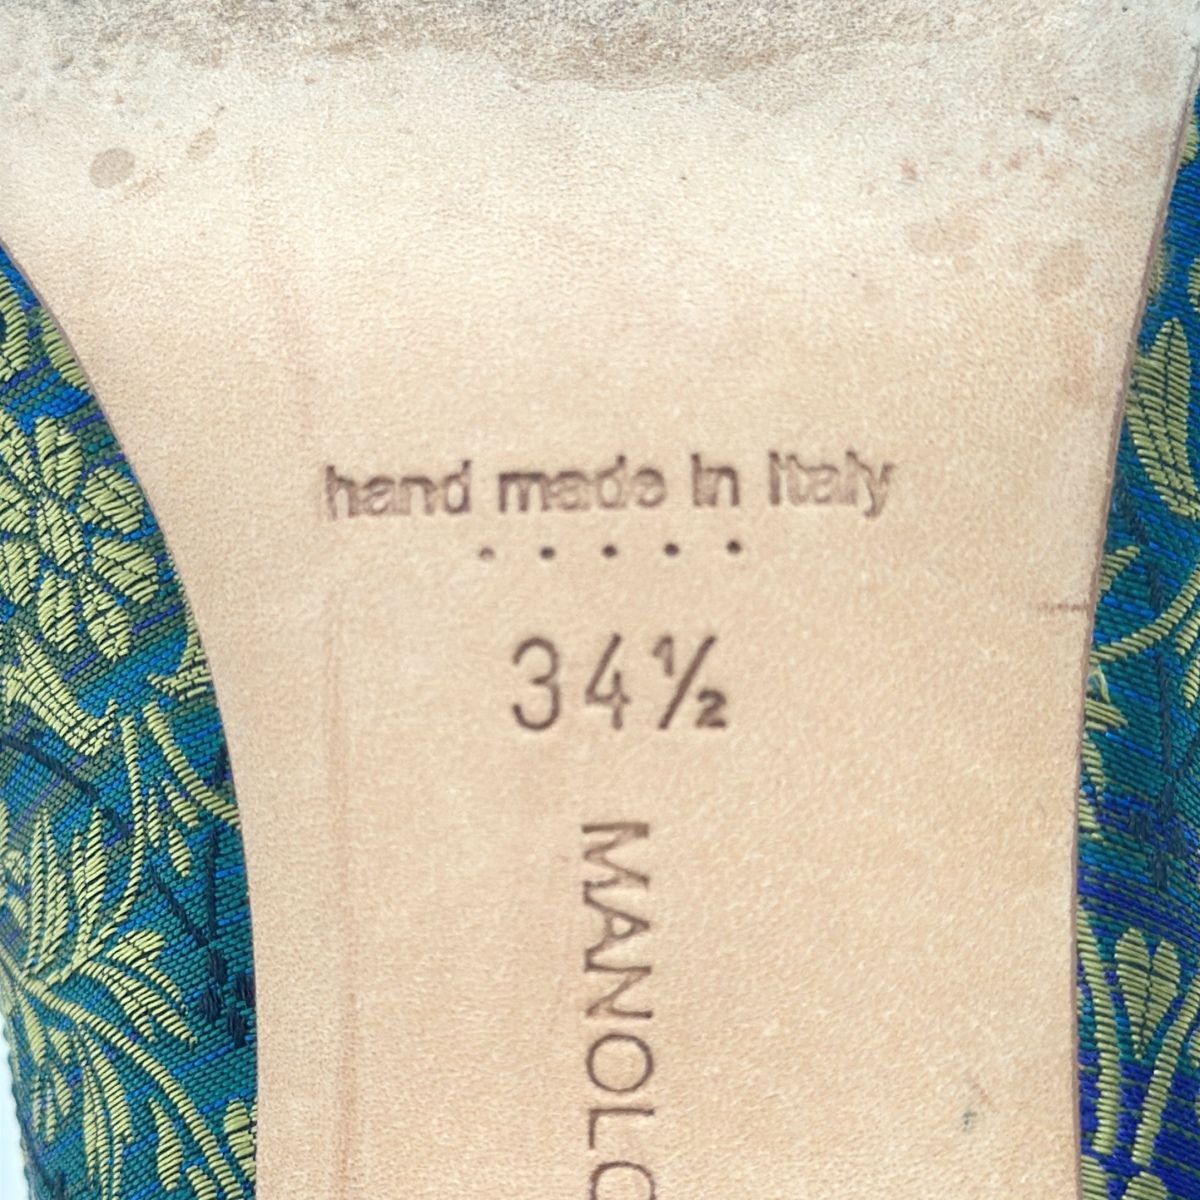 hand made in Italy
.....
34½
MANOLO